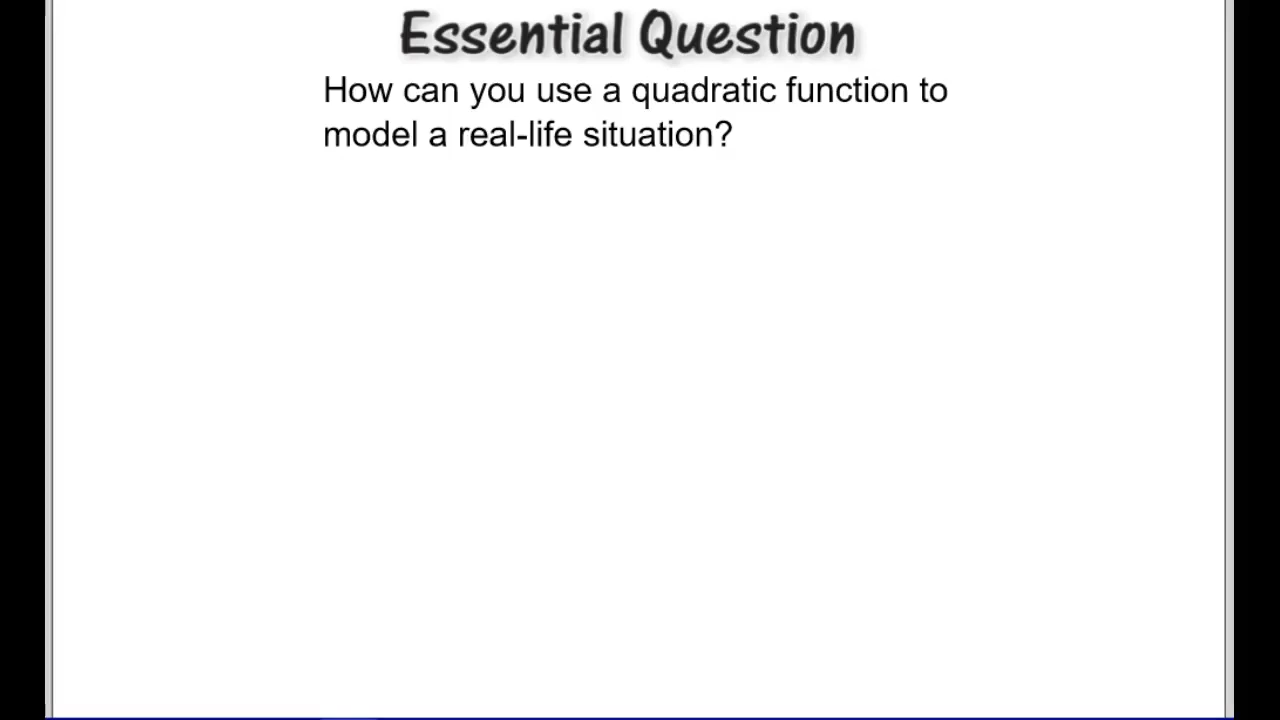 Essential Question
How can you use a quadratic function to
model a real-life situation?